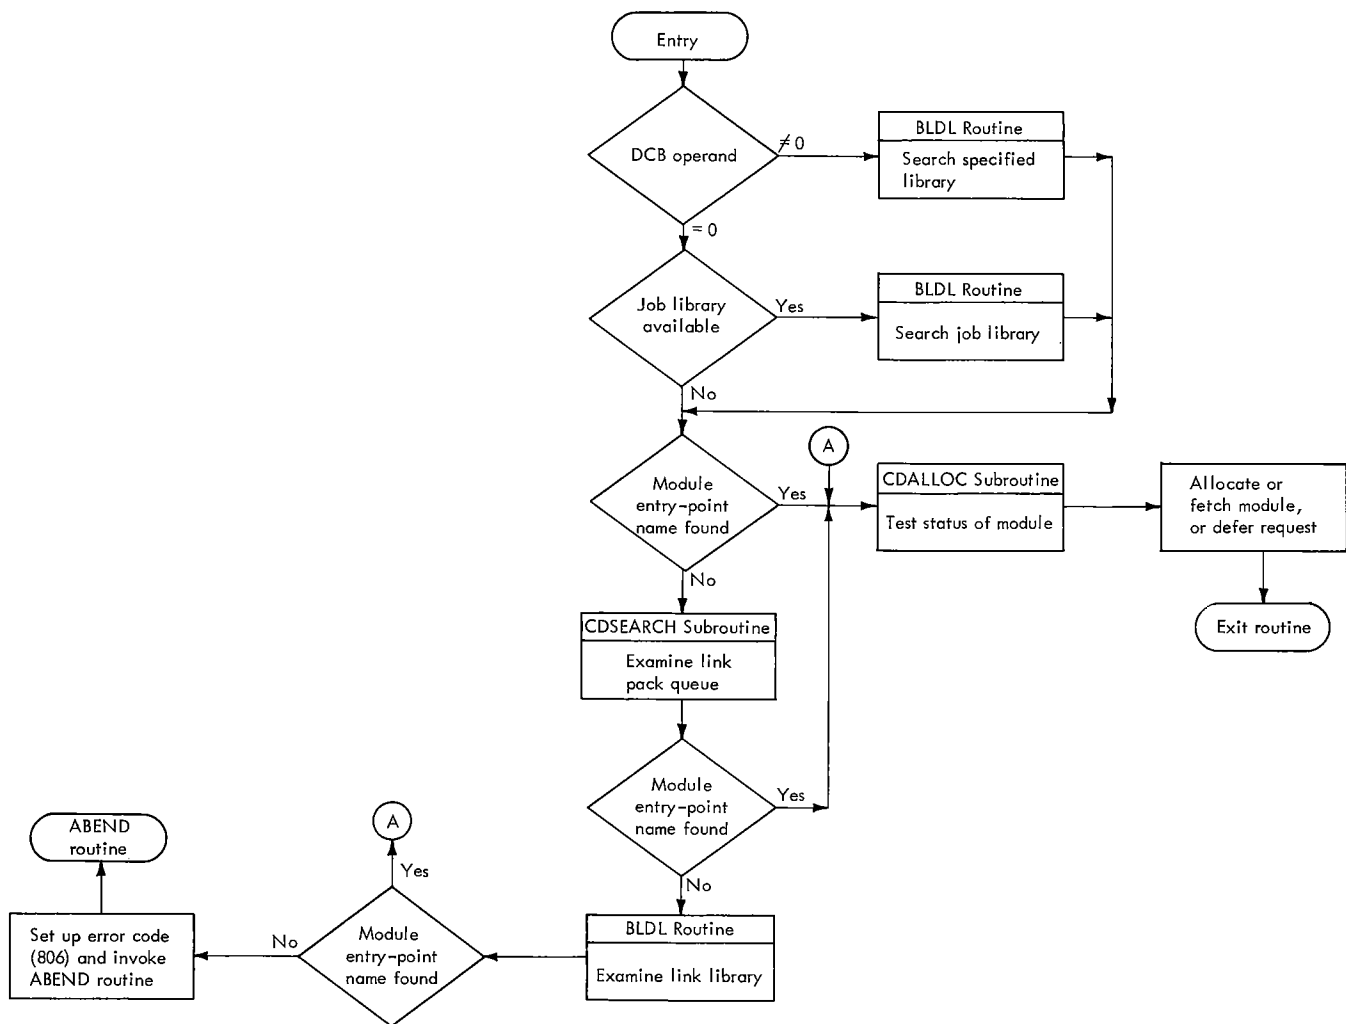 Entry
DCB operand
≠0
BLDL Routine
Search specified
library
=0
Job library
available
Yes
BLDL Routine
Search job library
No
A
Module
entry-point
name found
Yes
CDALLOC Subroutine
Test status of module
Allocate or
fetch module,
or defer request
No
Exit routine
CDSEARCH Subroutine
Examine link
pack queue
Module
entry-point
name found
Yes
No
BLDL Routine
Examine link library
A
Yes
Module
entry-point
name found
No
Set up error code
(806) and invoke
ABEND routine
ABEND
routine